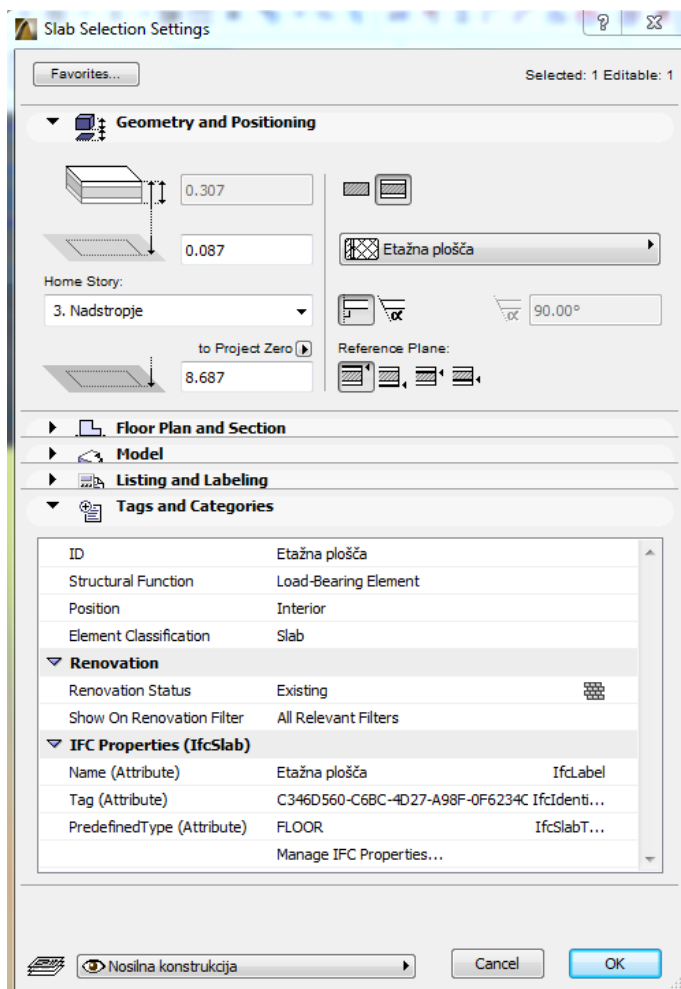 Slab Selection Settings
Favorites...
Selected: 1 Editable: 1
Geometry and Positioning
0.307
0.087
Etažna plošča
Home Story:
3. Nadstropje
α
α
90.00°
to Project Zero
Reference Plane:
8.687
Floor Plan and Section
Model
Listing and Labeling
Tags and Categories
ID Etažna plošča
Structural Function Load-Bearing Element
Position Interior
Element Classification Slab
Renovation
Renovation Status Existing
Show On Renovation Filter All Relevant Filters
IFC Properties (IfcSlab)
Name (Attribute) Etažna plošča IfcLabel
Tag (Attribute) C346D560-C6BC-4D27-A98F-0F6234C IfcIdenti...
PredefinedType (Attribute) FLOOR IfcSlabT...
Manage IFC Properties...
Nosilna konstrukcija
Cancel
OK